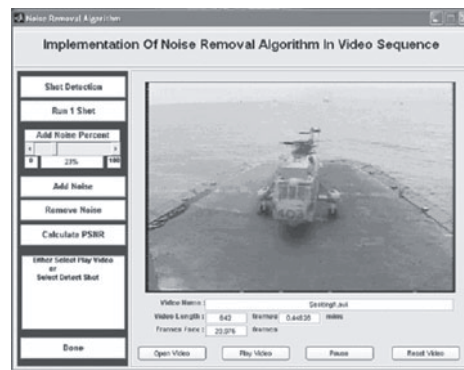 Noise Removal Algorithm
Implementation Of Noise Removal Algorithm In Video Sequence
Shot Detection
Run 1 Shot
Add Noise Percent
0 23% 100
Add Noise
Remove Noise
Calculate PSNR
Either Select Play Video
or
Select Detect Shot
Done
403
Video Name :
Video Length : 643 frames mins
Frames
Open Video Play Video Pause Reset Video